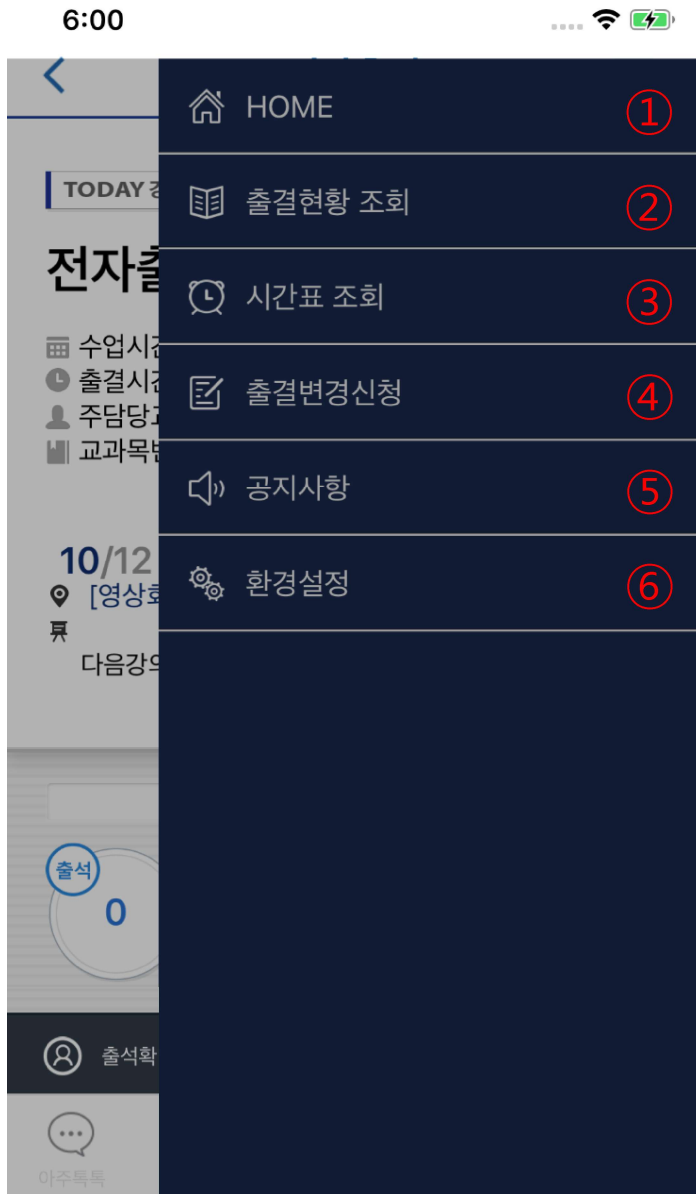 6:00
HOME ①
출결현황 조회 ②
시간표 조회 ③
출결변경신청 ④
공지사항 ⑤
환경설정 ⑥
TODAY
전자출
수업시간
출결시간
주담당
교과목
10/12
[영상
다음강의
출석
0
출석확
아주톡톡